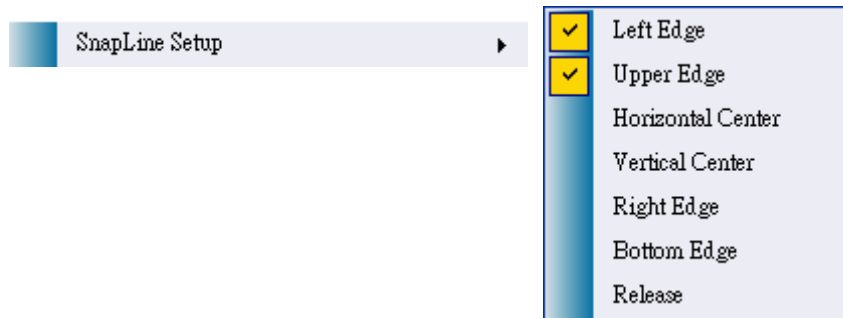 SnapLine Setup
Left Edge
Upper Edge
Horizontal Center
Vertical Center
Right Edge
Bottom Edge
Release